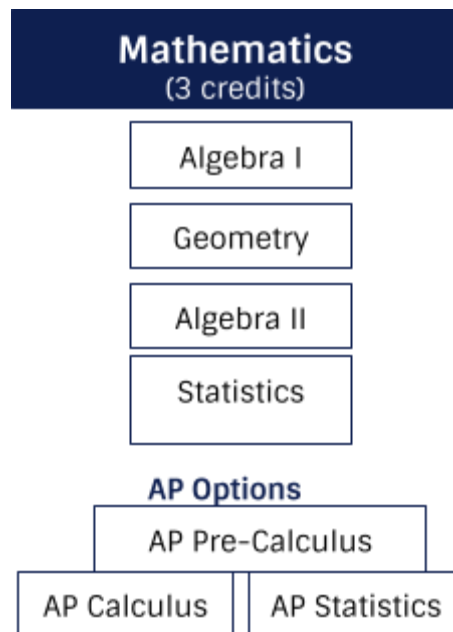 Mathematics
(3 credits)
Algebra I
Geometry
Algebra II
Statistics
AP Options
AP Pre-Calculus
AP Calculus
AP Statistics